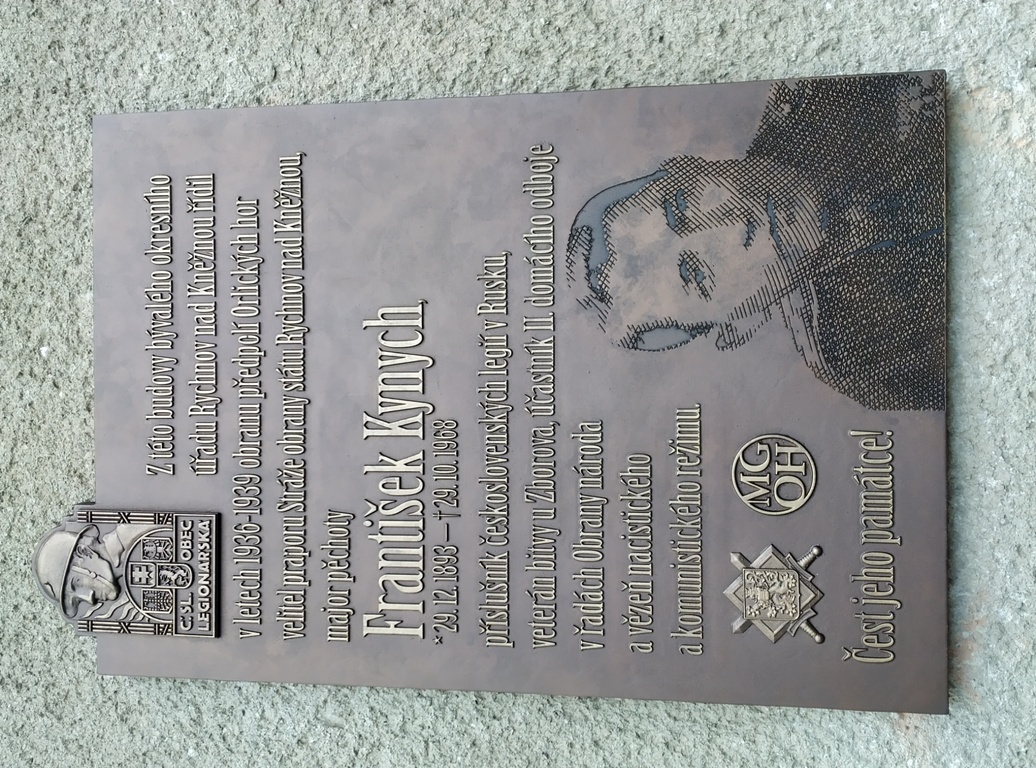 ČSL. OBEC
LEGIONÁŘSKÁ
Z této budovy bývalého okresního
úřadu Rychnov nad Kněžnou řídil
v letech 1936-1939 obranu předpolí Orlických hor
velitel praporu Stráže obrany státu Rychnov nad Kněžnou,
major pěchoty
František Kynych,
*29.12.1893 – †29.10.1968
příslušník československých legií v Rusku,
veterán bitvy u Zborova, účastník II. domácího odboje
v řadách Obrany národa
a vězeň nacistického
a komunistického režimu.
MG
OH
Čest jeho památce!